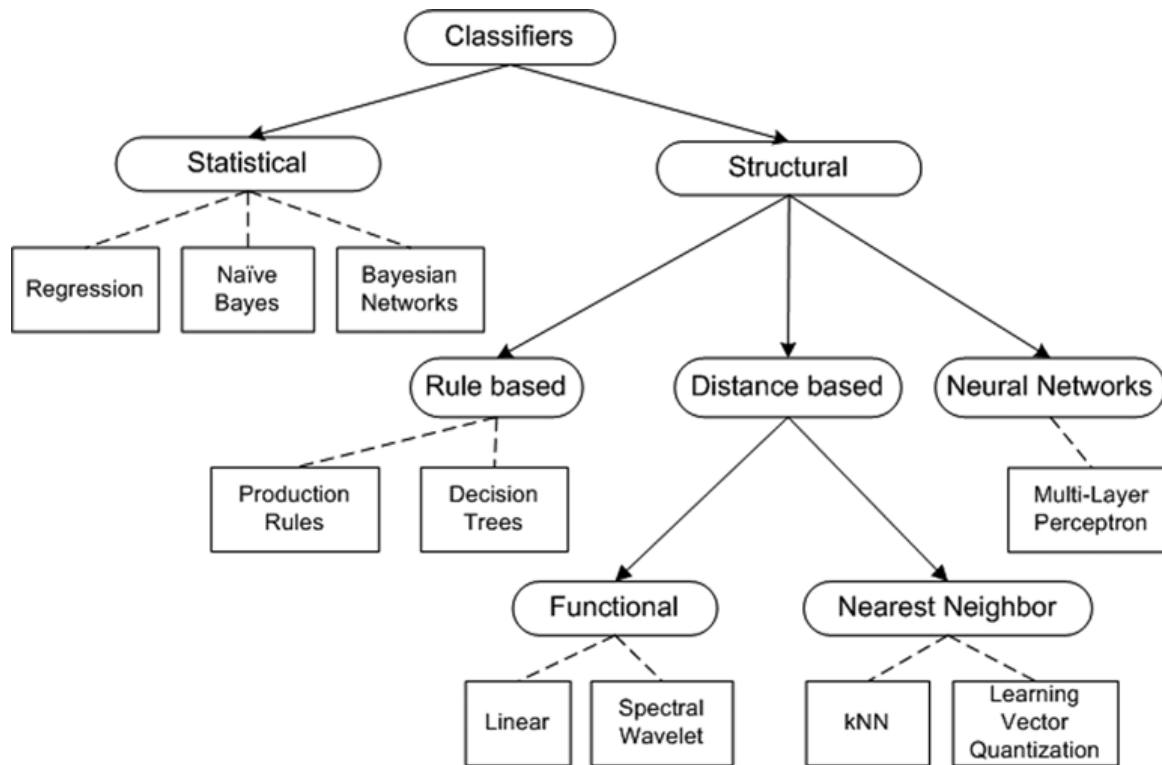 Classifiers
Statistical
Structural
Regression
Naïve
Bayes
Bayesian
Networks
Rule based
Distance based
Neural Networks
Production
Rules
Decision
Trees
Multi-Layer
Perceptron
Functional
Nearest Neighbor
Linear
Spectral
Wavelet
kNN
Learning
Vector
Quantization